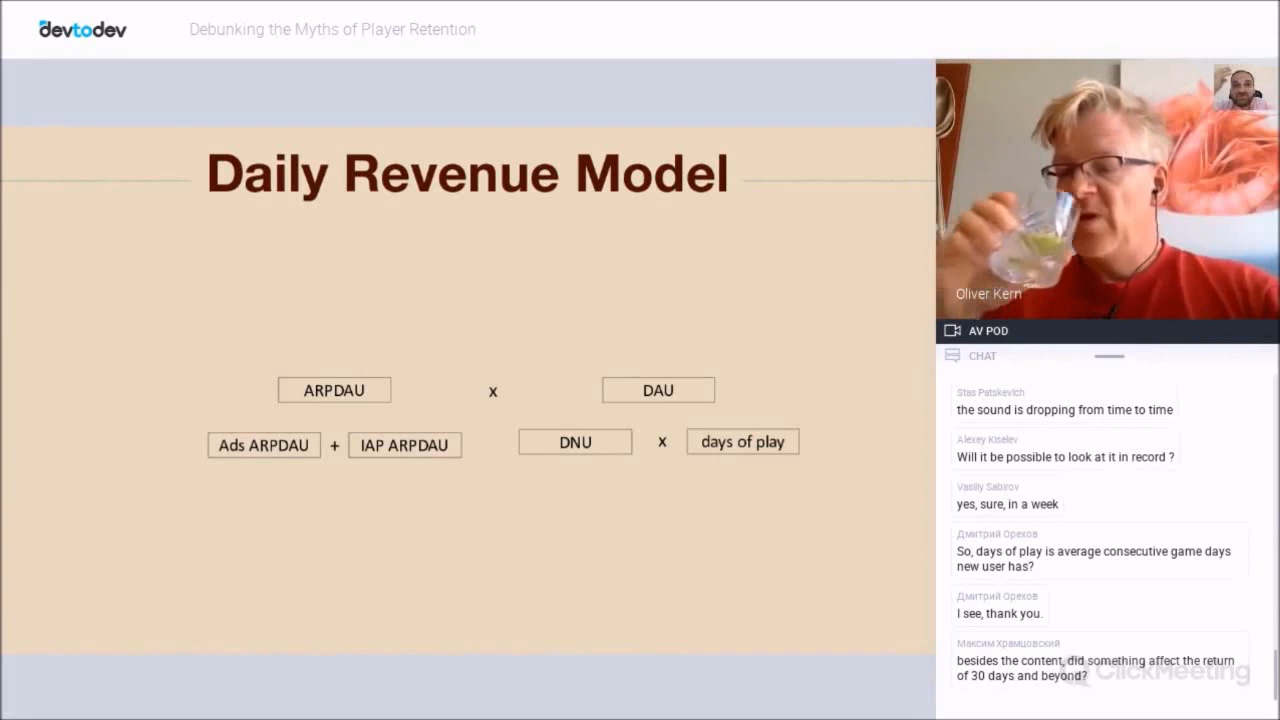 devtodev
Debunking the Myths of Player Retention
Daily Revenue Model
ARPDAU x DAU
Ads ARPDAU + IAP ARPDAU DNU x days of play
Oliver Kern
AV POD
CHAT
Stas Patskevich
the sound is dropping from time to time
Alexey Kiselev
Will it be possible to look at it in record ?
Vasiliy Sabirov
yes, sure, in a week
Дмитрий Орехов
So, days of play is average consecutive game days
new user has?
Дмитрий Орехов
I see, thank you.
Максим Храмцовский
besides the content, did something affect the return
of 30 days and beyond?
ClickMeeting